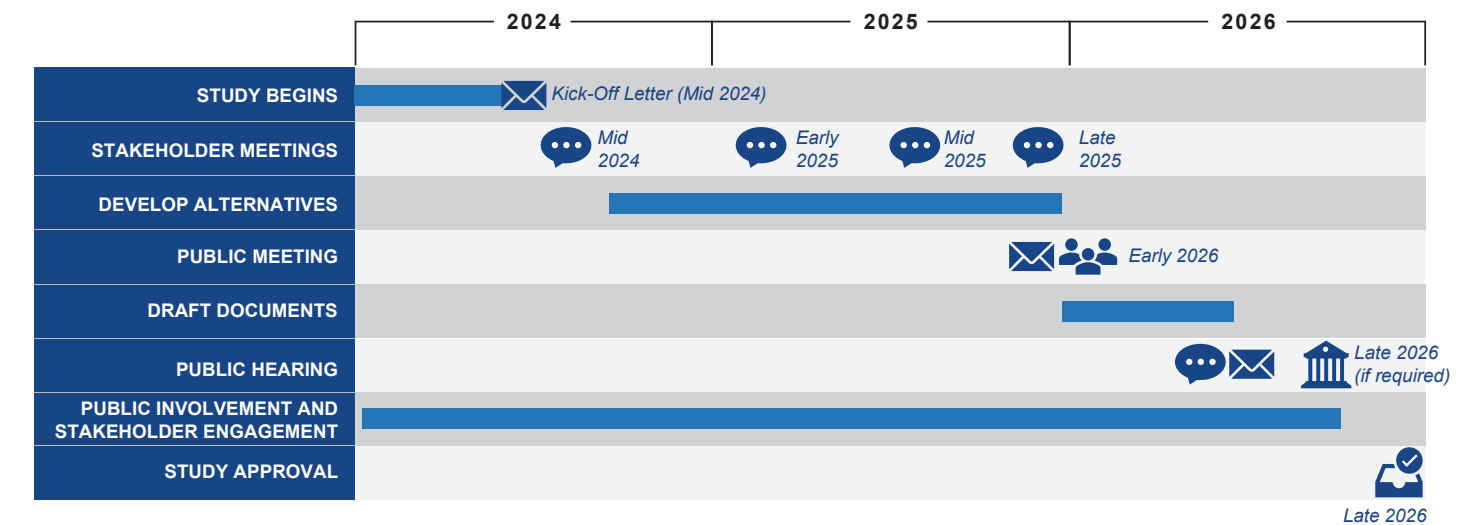 2024 2025 2026
STUDY BEGINS
Kick-Off Letter (Mid 2024)
STAKEHOLDER MEETINGS
Mid
2024
Early
2025
Mid
2025
Late
2025
DEVELOP ALTERNATIVES
PUBLIC MEETING
Early 2026
DRAFT DOCUMENTS
PUBLIC HEARING
Late 2026
(if required)
PUBLIC INVOLVEMENT AND
STAKEHOLDER ENGAGEMENT
STUDY APPROVAL
Late 2026